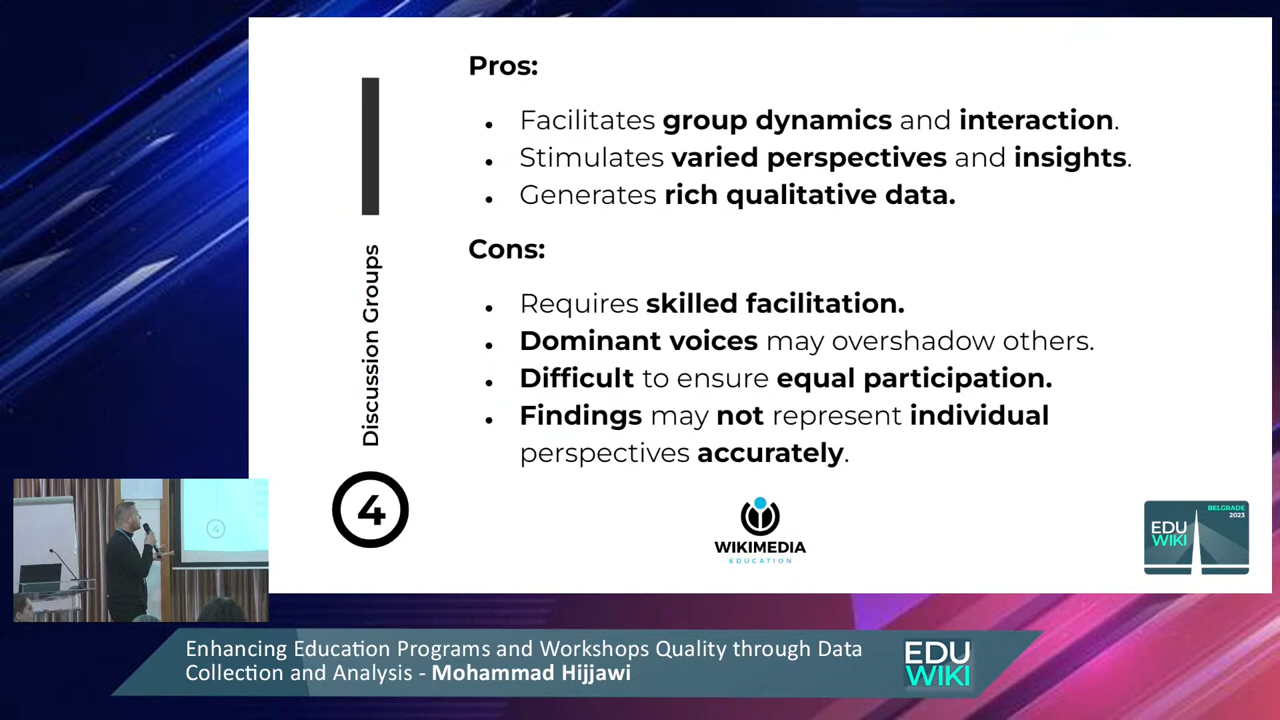 Pros:
• Facilitates group dynamics and interaction.
• Stimulates varied perspectives and insights.
• Generates rich qualitative data.
Cons:
• Requires skilled facilitation.
• Dominant voices may overshadow others.
• Difficult to ensure equal participation.
• Findings may not represent individual
perspectives accurately.
Discussion Groups
4
WIKIMEDIA
EDUCATION
BELGRADE
2023
EDU
WIKI
4
Enhancing Education Programs and Workshops Quality through Data
Collection and Analysis - Mohammad Hijjawi
EDU
WIKI